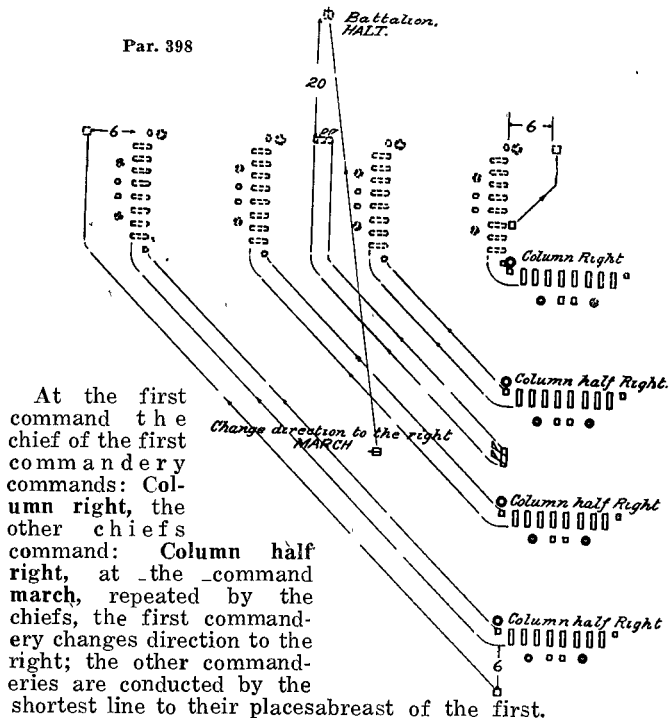 Battalion.
HALT.
Par. 398
20
20
6
6
Column Right
Column half Right.
Change direction to the right
MARCH
Column half Right
Column half Right
6
At the first
command the
chief of the first
commandery
commands: Col-
umn right, the
other chiefs
command: Column half
right, at the command
march, repeated by the
chiefs, the first command-
ery changes direction to the
right; the other command-
eries are conducted by the
shortest line to their placesabreast of the first.